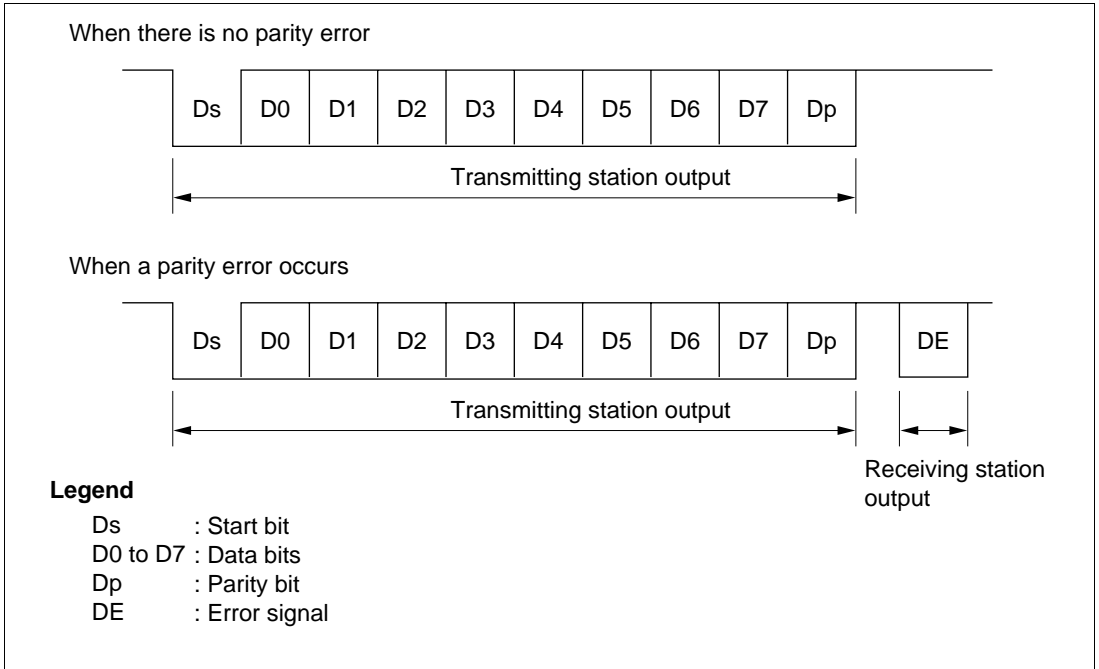 When there is no parity error
Ds D0 D1 D2 D3 D4 D5 D6 D7 Dp
Transmitting station output
When a parity error occurs
Ds D0 D1 D2 D3 D4 D5 D6 D7 Dp DE
Transmitting station output
Receiving station
output
Legend
Ds : Start bit
D0 to D7 : Data bits
Dp : Parity bit
DE : Error signal